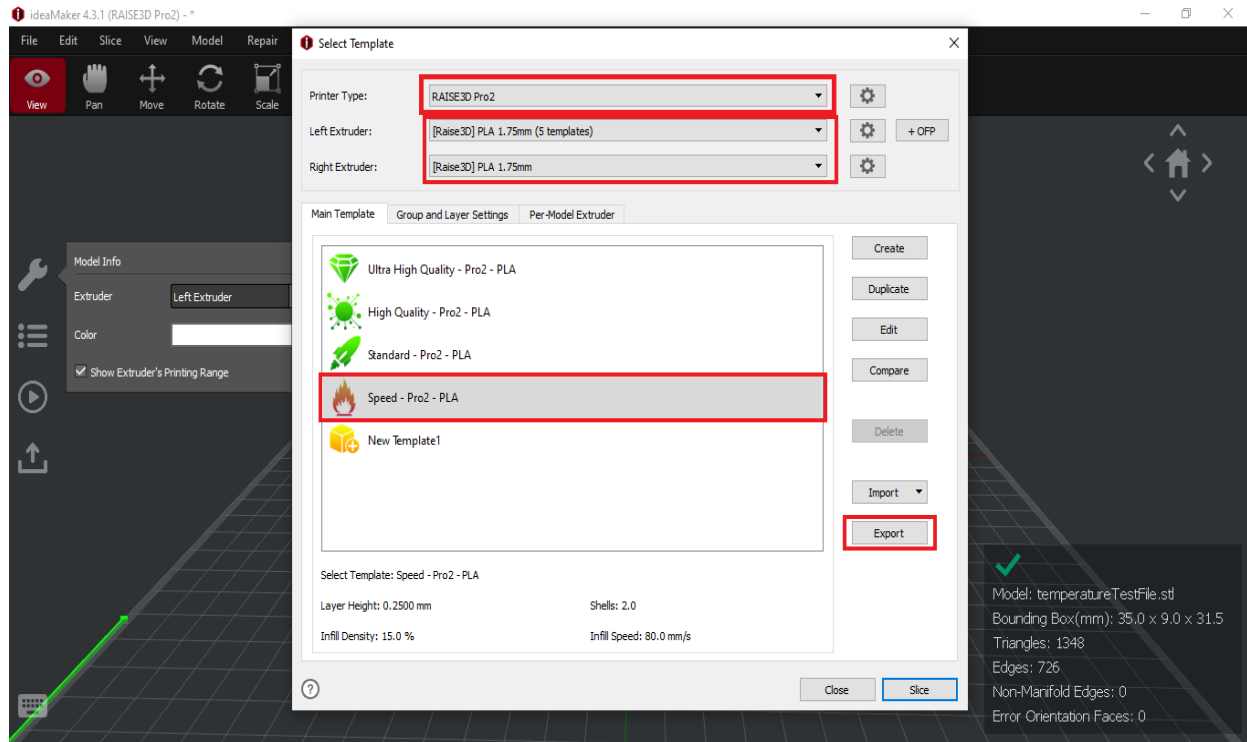 ideaMaker 4.3.1 (RAISE3D Pro2) - *
File Edit Slice View Model Repair
View Pan Move Rotate Scale
Select Template
Printer Type: RAISE3D Pro2
Left Extruder: [Raise3D] PLA 1.75mm (5 templates) + OFP
Right Extruder: [Raise3D] PLA 1.75mm
Main Template Group and Layer Settings Per-Model Extruder
Ultra High Quality - Pro2 - PLA
High Quality - Pro2 - PLA
Standard - Pro2 - PLA
Speed - Pro2 - PLA
New Template1
Create
Duplicate
Edit
Compare
Delete
Import
Export
Select Template: Speed - Pro2 - PLA
Layer Height: 0.2500 mm Shells: 2.0
Infill Density: 15.0 % Infill Speed: 80.0 mm/s
Close Slice
Model Info
Extruder Left Extruder
Color
Show Extruder's Printing Range
Model: temperatureTestFile.stl
Bounding Box(mm): 35.0 x 9.0 x 31.5
Triangles: 1348
Edges: 726
Non-Manifold Edges: 0
Error Orientation Faces: 0